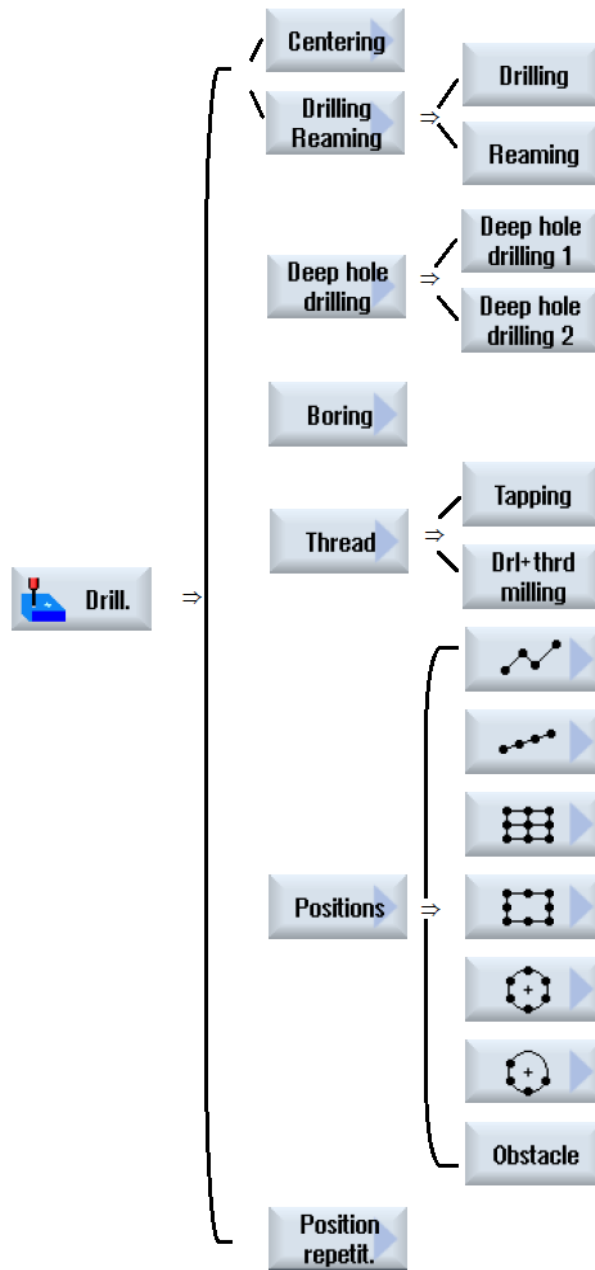 Centering
Drilling
Reaming
Drilling
Reaming
Deep hole
drilling
Deep hole
drilling 1
Deep hole
drilling 2
Boring
Thread
Tapping
Drl+thrd
milling
Drill.
Positions
Obstacle
Position
repetit.